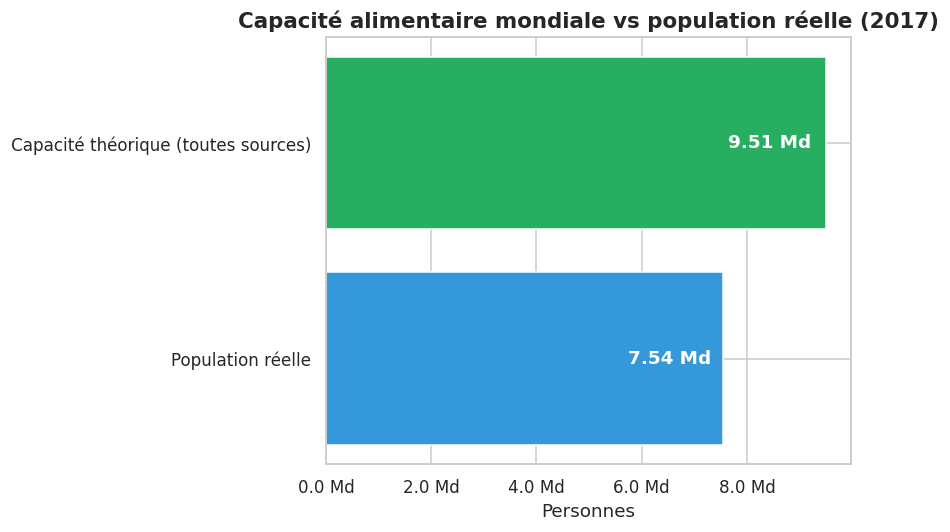 Capacité alimentaire mondiale vs population réelle (2017)
Capacité théorique (toutes sources)
9.51 Md
Population réelle
7.54 Md
0.0 Md 2.0 Md 4.0 Md 6.0 Md 8.0 Md
Personnes